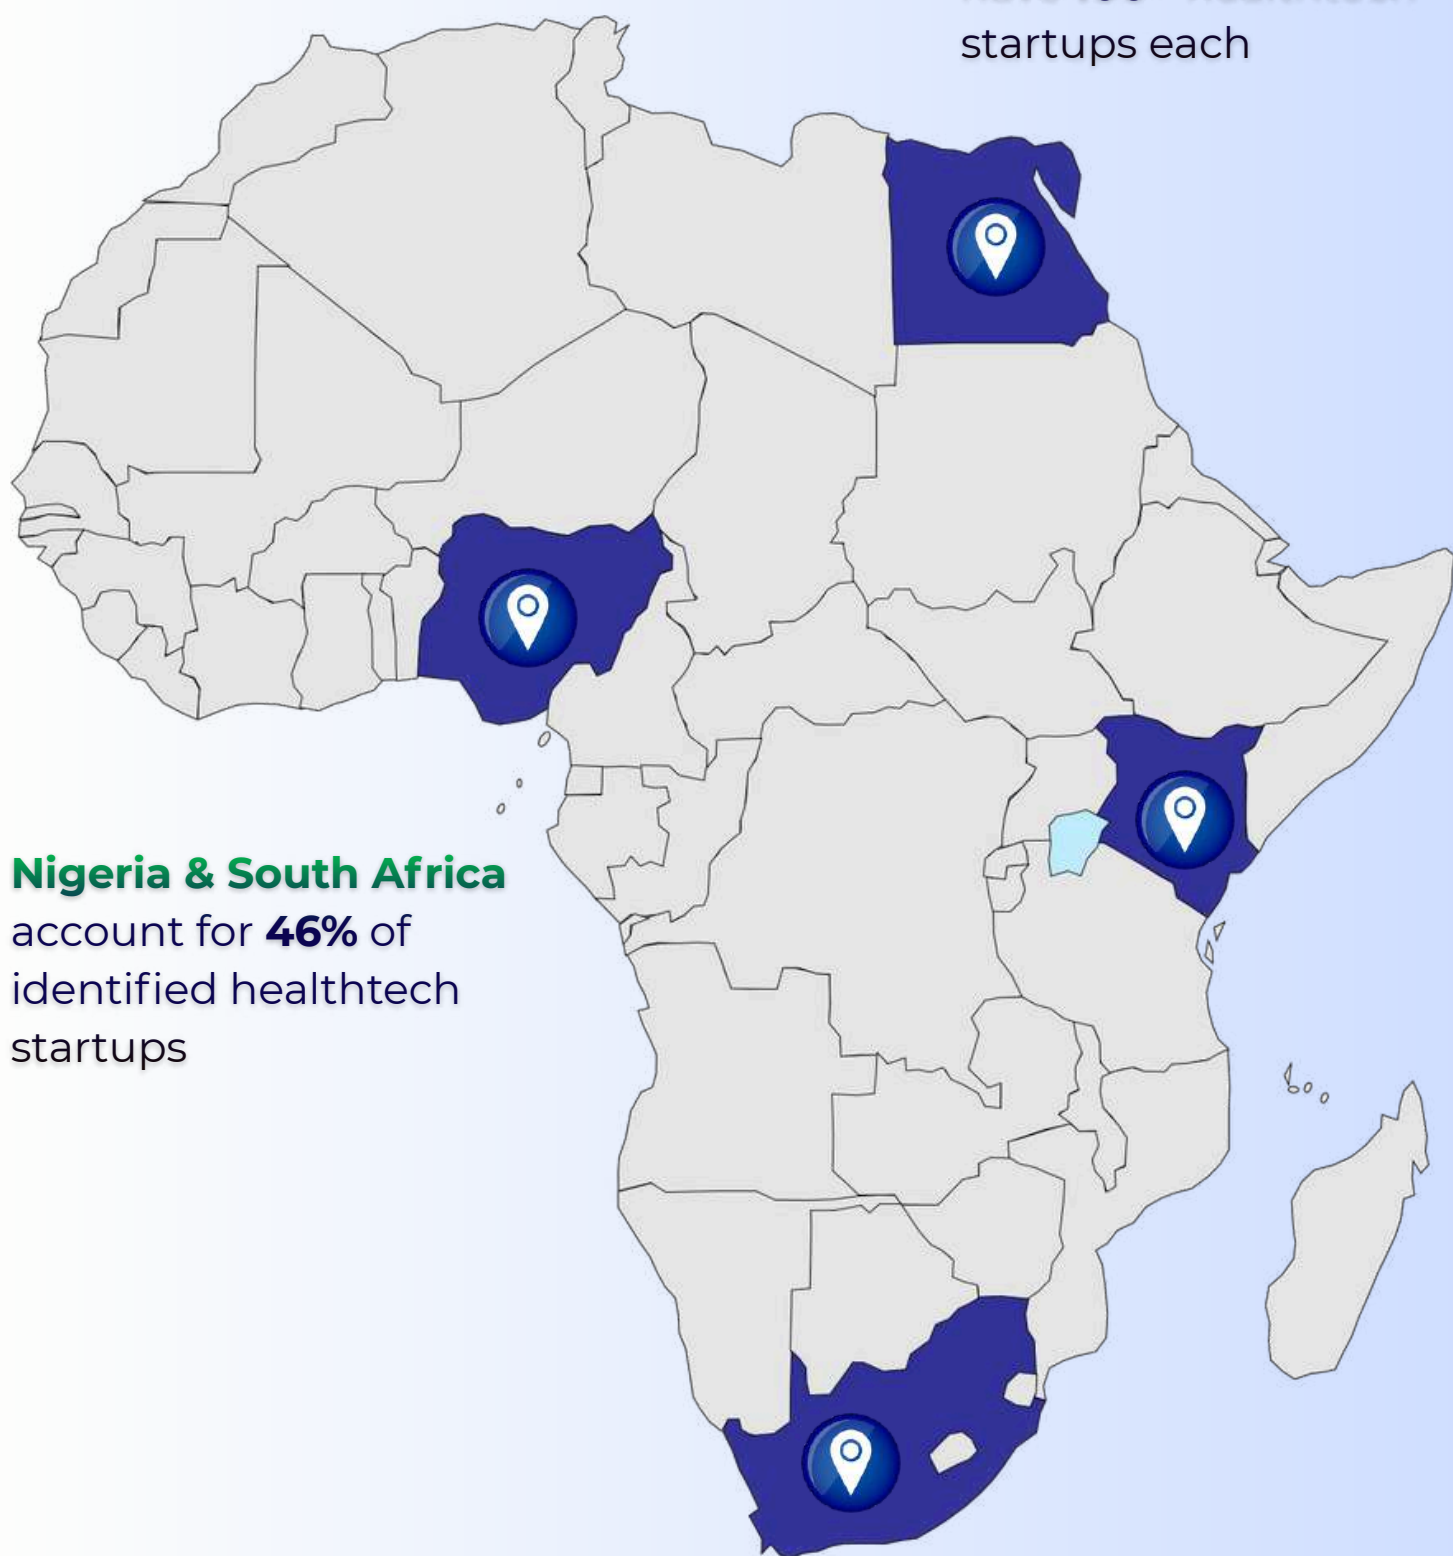 startups each
Nigeria & South Africa
account for 46% of
identified healthtech
startups